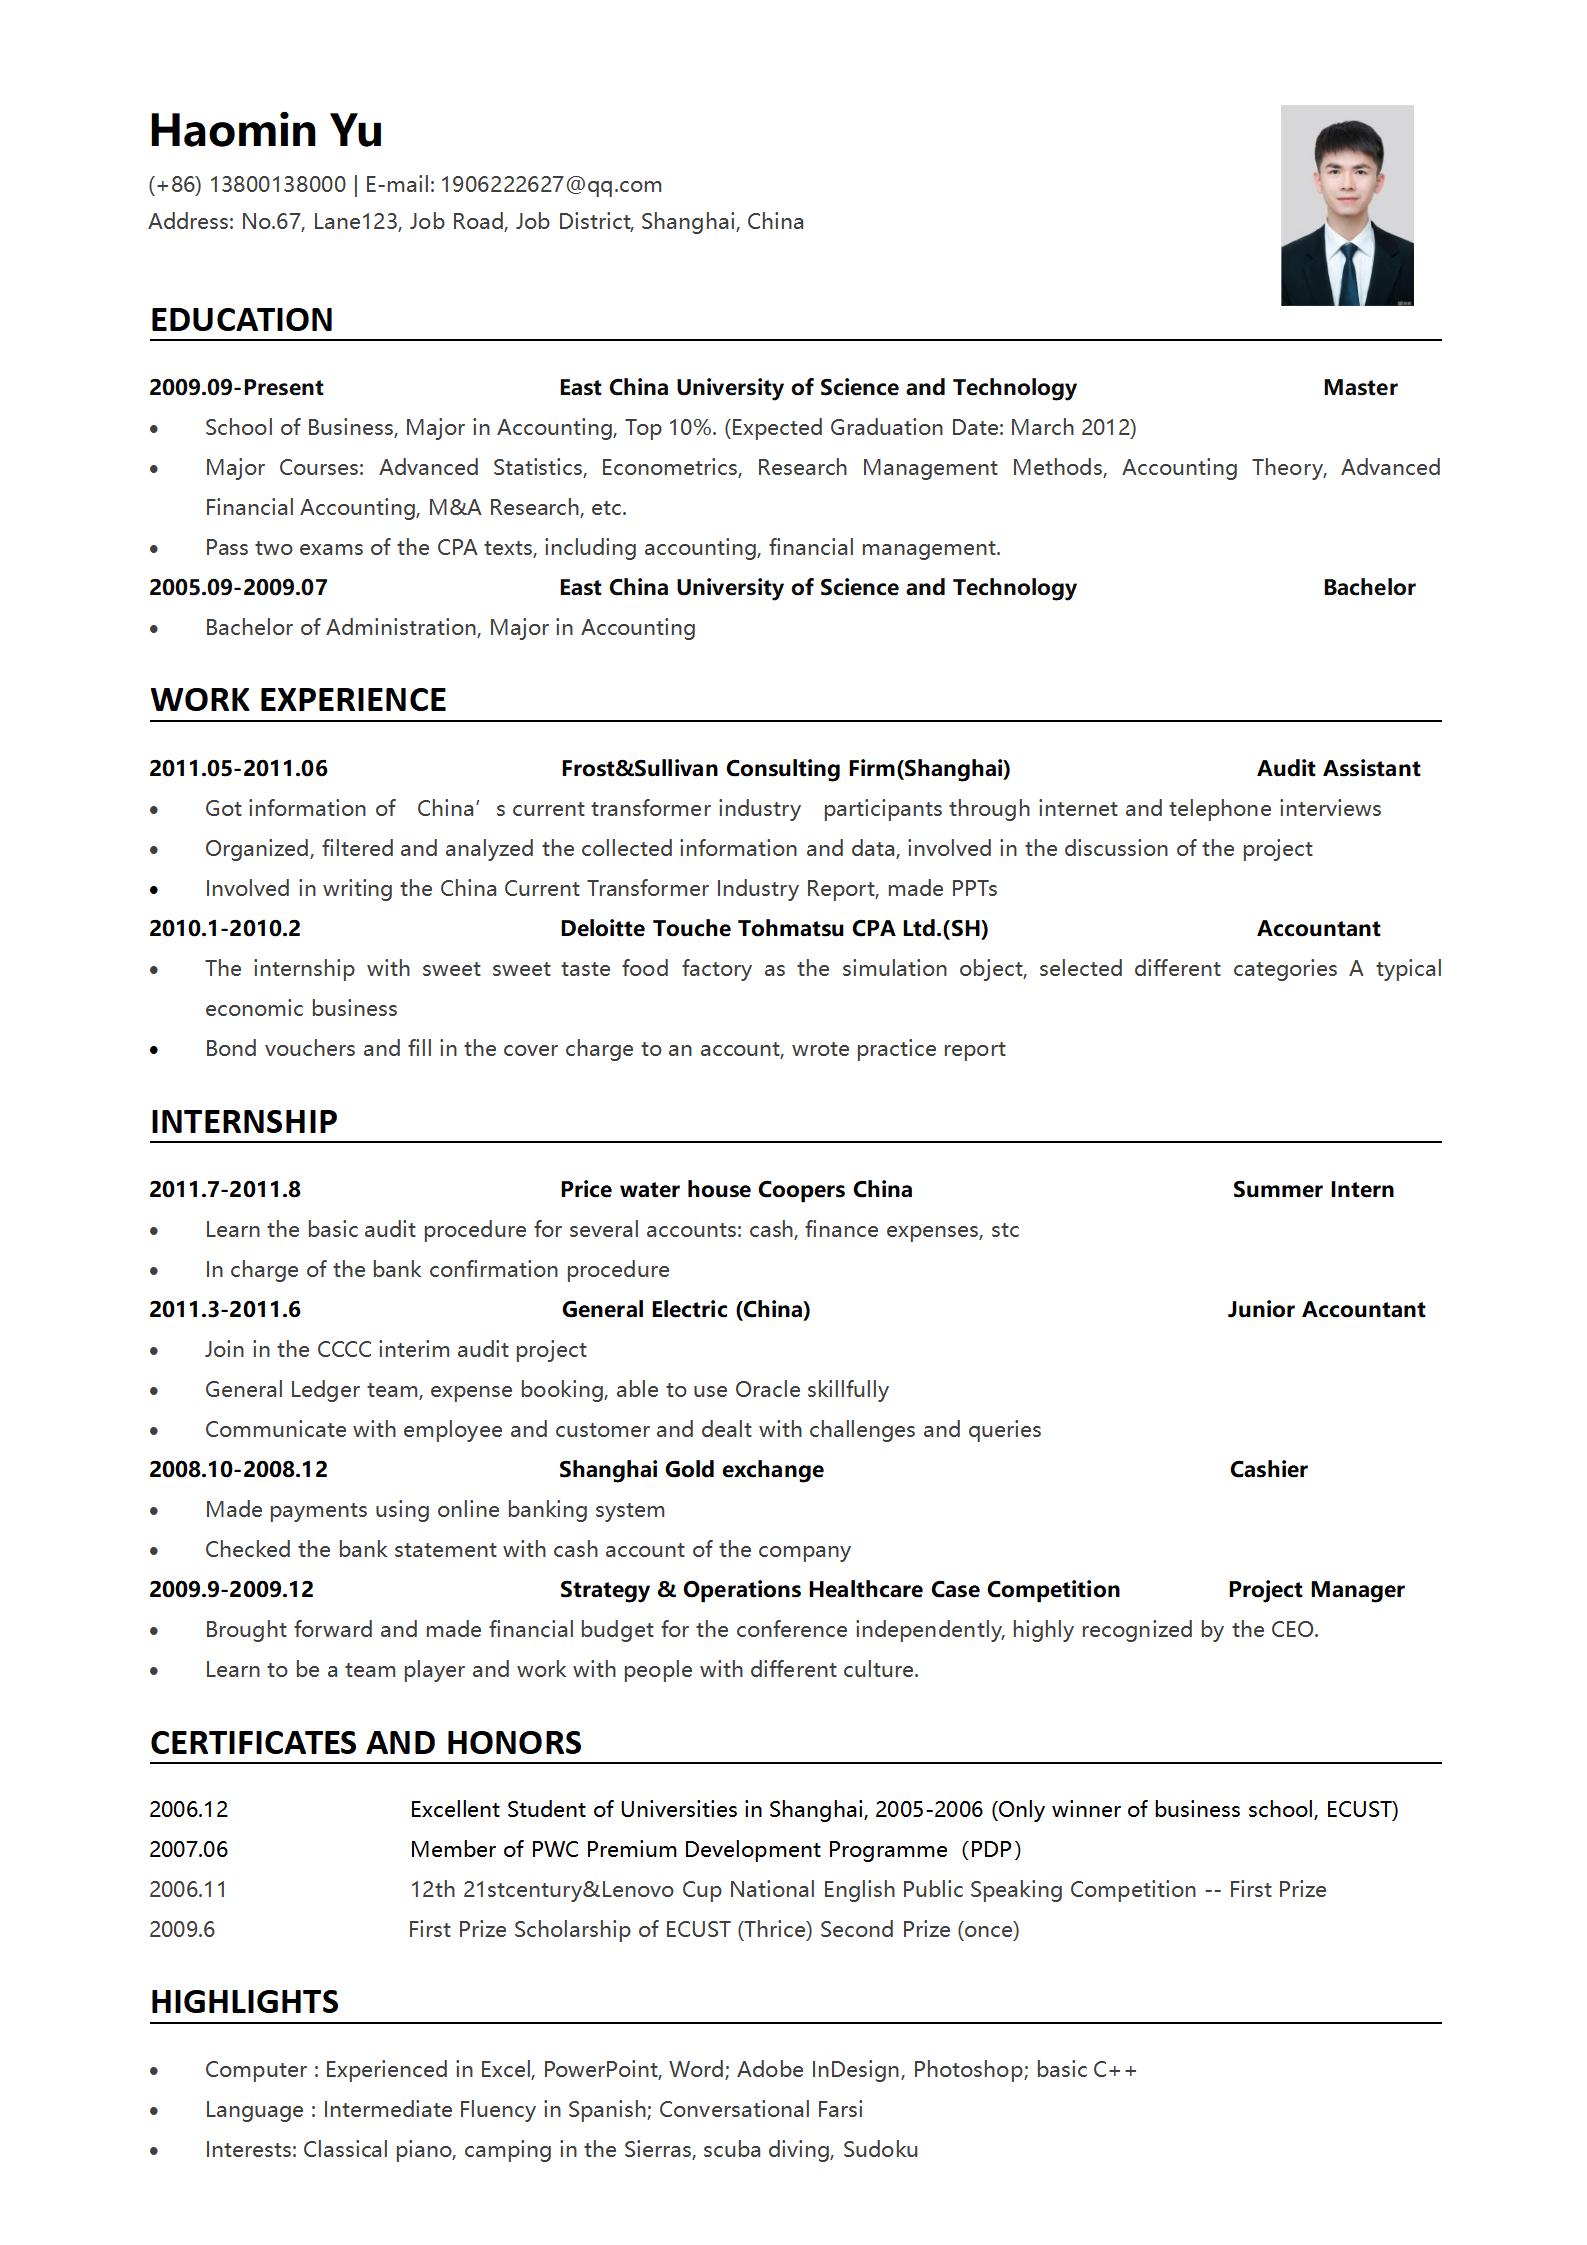 Haomin Yu
(+86) 13800138000 | E-mail: 1906222627@qq.com
Address: No.67, Lane123, Job Road, Job District, Shanghai, China
EDUCATION
2009.09-Present East China University of Science and Technology Master
• School of Business, Major in Accounting, Top 10%. (Expected Graduation Date: March 2012)
• Major Courses: Advanced Statistics, Econometrics, Research Management Methods, Accounting Theory, Advanced
Financial Accounting, M&A Research, etc.
• Pass two exams of the CPA texts, including accounting, financial management.
2005.09-2009.07 East China University of Science and Technology Bachelor
• Bachelor of Administration, Major in Accounting
WORK EXPERIENCE
2011.05-2011.06 Frost&Sullivan Consulting Firm(Shanghai) Audit Assistant
• Got information of China’ s current transformer industry participants through internet and telephone interviews
• Organized, filtered and analyzed the collected information and data, involved in the discussion of the project
• Involved in writing the China Current Transformer Industry Report, made PPTs
2010.1-2010.2 Deloitte Touche Tohmatsu CPA Ltd.(SH) Accountant
• The internship with sweet sweet taste food factory as the simulation object, selected different categories A typical
economic business
• Bond vouchers and fill in the cover charge to an account, wrote practice report
INTERNSHIP
2011.7-2011.8 Price water house Coopers China Summer Intern
• Learn the basic audit procedure for several accounts: cash, finance expenses, stc
• In charge of the bank confirmation procedure
2011.3-2011.6 General Electric (China) Junior Accountant
• Join in the CCCC interim audit project
• General Ledger team, expense booking, able to use Oracle skillfully
• Communicate with employee and customer and dealt with challenges and queries
2008.10-2008.12 Shanghai Gold exchange Cashier
• Made payments using online banking system
• Checked the bank statement with cash account of the company
2009.9-2009.12 Strategy & Operations Healthcare Case Competition Project Manager
• Brought forward and made financial budget for the conference independently, highly recognized by the CEO.
• Learn to be a team player and work with people with different culture.
CERTIFICATES AND HONORS
2006.12 Excellent Student of Universities in Shanghai, 2005-2006 (Only winner of business school, ECUST)
2007.06 Member of PWC Premium Development Programme（PDP）
2006.11 12th 21stcentury&Lenovo Cup National English Public Speaking Competition -- First Prize
2009.6 First Prize Scholarship of ECUST (Thrice) Second Prize (once)
HIGHLIGHTS
• Computer : Experienced in Excel, PowerPoint, Word; Adobe InDesign, Photoshop; basic C++
• Language : Intermediate Fluency in Spanish; Conversational Farsi
• Interests: Classical piano, camping in the Sierras, scuba diving, Sudoku